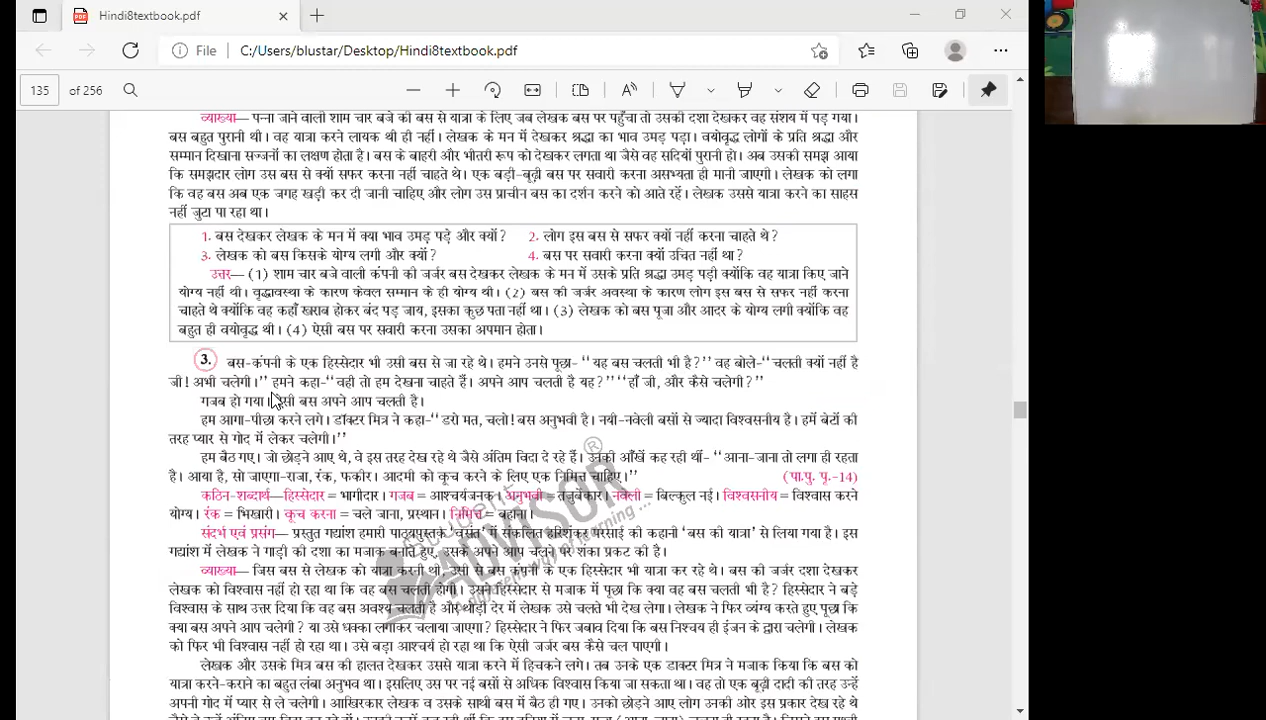 Hindi8textbook.pdf
File C:/Users/blustar/Desktop/Hindi8textbook.pdf
135 of 256
व्याख्या— पन्ना जाने वाली शाम चार बजे की बस से यात्रा के लिए जब लेखक बस पर पहुँचा तो उसकी दशा देखकर वह संशय में पड़ गया।
बस बहुत पुरानी थी। वह यात्रा करने लायक थी ही नहीं। लेखक के मन में देखकर श्रद्धा का भाव उमड़ पड़ा। वयोवृद्ध लोगों के प्रति श्रद्धा और
सम्मान दिखाना सज्जनों का लक्षण होता है। बस के बाहरी और भीतरी रूप को देखकर लगता था जैसे वह सदियों पुरानी हो। अब उसकी समझ आया
कि समझदार लोग उस बस से क्यों सफर करना नहीं चाहते थे। एक बड़ी-बूढ़ी बस पर सवारी करना असभ्यता ही मानी जाएगी। लेखक को लगा
कि वह बस अब एक जगह खड़ी कर दी जानी चाहिए और लोग उस प्राचीन बस का दर्शन करने को आते रहें। लेखक उससे यात्रा करने का साहस
नहीं जुटा पा रहा था।
1. बस देखकर लेखक के मन में क्या भाव उमड़ पड़े और क्यों? 2. लोग इस बस से सफर क्यों नहीं करना चाहते थे?
3. लेखक को बस किसके योग्य लगी और क्यों? 4. बस पर सवारी करना क्यों उचित नहीं था?
उत्तर— (1) शाम चार बजे वाली कंपनी की जर्जर बस देखकर लेखक के मन में उसके प्रति श्रद्धा उमड़ पड़ी क्योंकि वह यात्रा किए जाने
योग्य नहीं थी। वृद्धावस्था के कारण केवल सम्मान के ही योग्य थी। (2) बस की जर्जर अवस्था के कारण लोग इस बस से सफर नहीं करना
चाहते थे क्योंकि वह कहाँ खराब होकर बंद पड़ जाय, इसका कुछ पता नहीं था। (3) लेखक को बस पूजा और आदर के योग्य लगी क्योंकि वह
बहुत ही वयोवृद्ध थी। (4) ऐसी बस पर सवारी करना उसका अपमान होता।
3. बस-कंपनी के एक हिस्सेदार भी उसी बस से जा रहे थे। हमने उनसे पूछा- “यह बस चलती भी है?” वह बोले-“चलती क्यों नहीं है
जी! अभी चलेगी।” हमने कहा-“वही तो हम देखना चाहते हैं। अपने आप चलती है यह?” “हाँ जी, और कैसे चलेगी?”
गजब हो गया। ऐसी बस अपने आप चलती है।
हम आगा-पीछा करने लगे। डॉक्टर मित्र ने कहा-“डरो मत, चलो! बस अनुभवी है। नयी-नवेली बसों से ज्यादा विश्वसनीय है। हमें बेटों की
तरह प्यार से गोद में लेकर चलेगी।”
हम बैठ गए। जो छोड़ने आए थे, वे इस तरह देख रहे थे जैसे अंतिम विदा दे रहे हैं। उनकी आँखें कह रही थीं- “आना-जाना तो लगा ही रहता
है। आया है, सो जाएगा-राजा, रंक, फकीर। आदमी को कूच करने के लिए एक निमित्त चाहिए।” (पा.पु. पृ.-14)
कठिन-शब्दार्थ—हिस्सेदार = भागीदार। गजब = आश्चर्यजनक। अनुभवी = तजुर्बेकार। नवेली = बिल्कुल नई। विश्वसनीय = विश्वास करने
योग्य। रंक = भिखारी। कूच करना = चले जाना, प्रस्थान। निमित्त = बहाना।
संदर्भ एवं प्रसंग— प्रस्तुत गद्यांश हमारी पाठ्यपुस्तक ‘वसंत’ में संकलित हरिशंकर परसाई की कहानी ‘बस की यात्रा’ से लिया गया है। इस
गद्यांश में लेखक ने गाड़ी की दशा का मजाक बनाते हुए, उसके अपने आप चलने पर शंका प्रकट की है।
व्याख्या— जिस बस से लेखक को यात्रा करनी थी, उसी से बस कंपनी के एक हिस्सेदार भी यात्रा कर रहे थे। बस की जर्जर दशा देखकर
लेखक को विश्वास नहीं हो रहा था कि वह बस चलती होगी। उसने हिस्सेदार से मजाक में पूछा कि क्या वह बस चलती भी है? हिस्सेदार ने बड़े
विश्वास के साथ उत्तर दिया कि वह बस अवश्य चलती है और थोड़ी देर में लेखक उसे चलते भी देख लेगा। लेखक ने फिर व्यंग्य करते हुए पूछा कि
क्या बस अपने आप चलेगी? या उसे धक्का लगाकर चलाया जाएगा? हिस्सेदार ने फिर जवाब दिया कि बस निश्चय ही इंजन के द्वारा चलेगी। लेखक
को फिर भी विश्वास नहीं हो रहा था। उसे बड़ा आश्चर्य हो रहा था कि ऐसी जर्जर बस कैसे चल पाएगी।
लेखक और उसके मित्र बस की हालत देखकर उससे यात्रा करने में हिचकने लगे। तब उनके एक डाक्टर मित्र ने मजाक किया कि बस को
यात्रा करने-कराने का बहुत लंबा अनुभव था। इसलिए उस पर नई बसों से अधिक विश्वास किया जा सकता था। वह तो एक बूढ़ी दादी की तरह उन्हें
अपनी गोद में प्यार से ले चलेगी। आखिरकार लेखक व उसके साथी बस में बैठ ही गए। उनको छोड़ने आए लोग उनकी ओर इस प्रकार देख रहे थे
Student ADVISOR